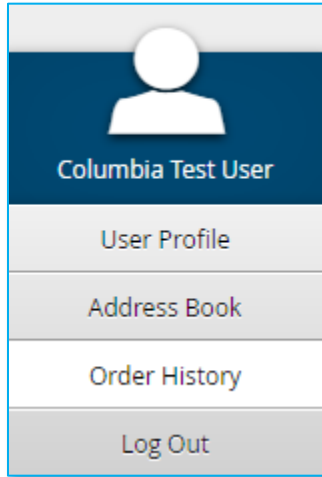 Columbia Test User
User Profile
Address Book
Order History
Log Out